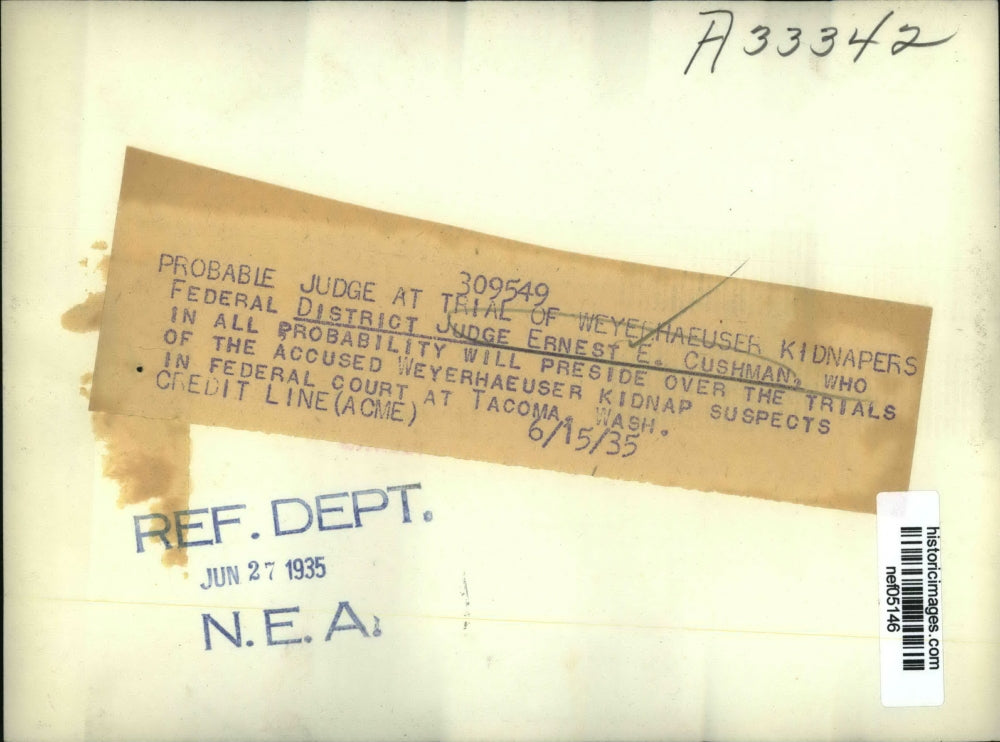 A33342
309549
PROBABLE JUDGE AT TRIAL OF WEYERHAEUSER KIDNAPERS
FEDERAL DISTRICT JUDGE ERNEST E. CUSHMAN, WHO
IN ALL PROBABILITY WILL PRESIDE OVER THE TRIALS
OF THE ACCUSED WEYERHAEUSER KIDNAP SUSPECTS
IN FEDERAL COURT AT TACOMA, WASH.
CREDIT LINE (ACME) 6/15/35
REF. DEPT.
JUN 27 1935
N.E.A.
historicimages.com
nef05146